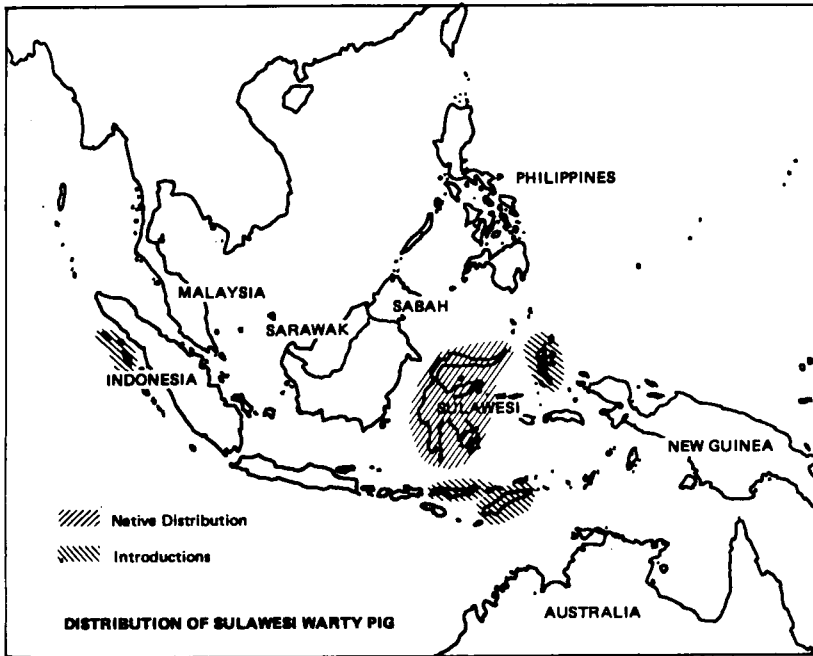 PHILIPPINES
MALAYSIA
SABAH
SARAWAK
INDONESIA
SULAWESI
NEW GUINEA
Native Distribution
Introductions
AUSTRALIA
DISTRIBUTION OF SULAWESI WARTY PIG